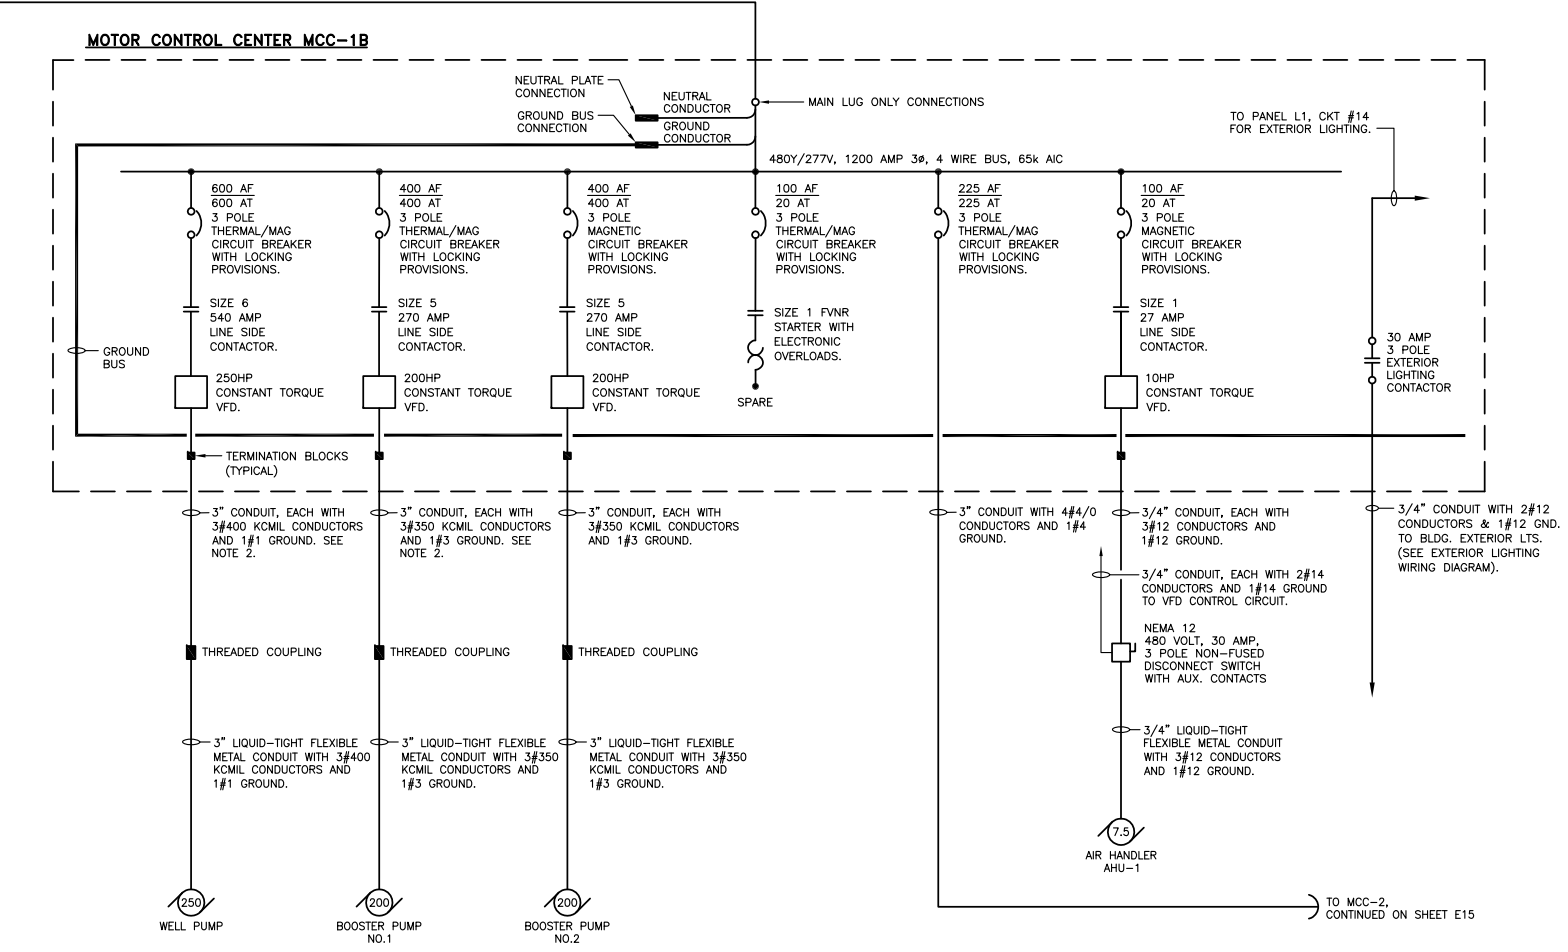 MOTOR CONTROL CENTER MCC-1B
NEUTRAL PLATE
CONNECTION
NEUTRAL
CONDUCTOR
MAIN LUG ONLY CONNECTIONS
GROUND BUS
CONNECTION
GROUND
CONDUCTOR
TO PANEL L1, CKT #14
FOR EXTERIOR LIGHTING.
480Y/277V, 1200 AMP 3ø, 4 WIRE BUS, 65k AIC
600 AF
600 AT
3 POLE
THERMAL/MAG
CIRCUIT BREAKER
WITH LOCKING
PROVISIONS.
400 AF
400 AT
3 POLE
THERMAL/MAG
CIRCUIT BREAKER
WITH LOCKING
PROVISIONS.
400 AF
400 AT
3 POLE
MAGNETIC
CIRCUIT BREAKER
WITH LOCKING
PROVISIONS.
100 AF
20 AT
3 POLE
THERMAL/MAG
CIRCUIT BREAKER
WITH LOCKING
PROVISIONS.
225 AF
225 AT
3 POLE
THERMAL/MAG
CIRCUIT BREAKER
WITH LOCKING
PROVISIONS.
100 AF
20 AT
3 POLE
MAGNETIC
CIRCUIT BREAKER
WITH LOCKING
PROVISIONS.
SIZE 6
540 AMP
LINE SIDE
CONTACTOR.
SIZE 5
270 AMP
LINE SIDE
CONTACTOR.
SIZE 5
270 AMP
LINE SIDE
CONTACTOR.
SIZE 1 FVNR
STARTER WITH
ELECTRONIC
OVERLOADS.
SIZE 1
27 AMP
LINE SIDE
CONTACTOR.
30 AMP
3 POLE
EXTERIOR
LIGHTING
CONTACTOR
GROUND
BUS
250HP
CONSTANT TORQUE
VFD.
200HP
CONSTANT TORQUE
VFD.
200HP
CONSTANT TORQUE
VFD.
SPARE
10HP
CONSTANT TORQUE
VFD.
TERMINATION BLOCKS
(TYPICAL)
3" CONDUIT, EACH WITH
3#400 KCMIL CONDUCTORS
AND 1#1 GROUND. SEE
NOTE 2.
3" CONDUIT, EACH WITH
3#350 KCMIL CONDUCTORS
AND 1#3 GROUND. SEE
NOTE 2.
3" CONDUIT, EACH WITH
3#350 KCMIL CONDUCTORS
AND 1#3 GROUND.
3" CONDUIT WITH 4#4/0
CONDUCTORS AND 1#4
GROUND.
3/4" CONDUIT, EACH WITH
3#12 CONDUCTORS AND
1#12 GROUND.
3/4" CONDUIT WITH 2#12
CONDUCTORS & 1#12 GND.
TO BLDG. EXTERIOR LTS.
(SEE EXTERIOR LIGHTING
WIRING DIAGRAM).
3/4" CONDUIT, EACH WITH 2#14
CONDUCTORS AND 1#14 GROUND
TO VFD CONTROL CIRCUIT.
THREADED COUPLING
THREADED COUPLING
THREADED COUPLING
NEMA 12
480 VOLT, 30 AMP,
3 POLE NON-FUSED
DISCONNECT SWITCH
WITH AUX. CONTACTS
3" LIQUID-TIGHT FLEXIBLE
METAL CONDUIT WITH 3#400
KCMIL CONDUCTORS AND
1#1 GROUND.
3" LIQUID-TIGHT FLEXIBLE
METAL CONDUIT WITH 3#350
KCMIL CONDUCTORS AND
1#3 GROUND.
3" LIQUID-TIGHT FLEXIBLE
METAL CONDUIT WITH 3#350
KCMIL CONDUCTORS AND
1#3 GROUND.
3/4" LIQUID-TIGHT
FLEXIBLE METAL CONDUIT
WITH 3#12 CONDUCTORS
AND 1#12 GROUND.
7.5
AIR HANDLER
AHU-1
250
WELL PUMP
200
BOOSTER PUMP
NO.1
200
BOOSTER PUMP
NO.2
TO MCC-2,
CONTINUED ON SHEET E15